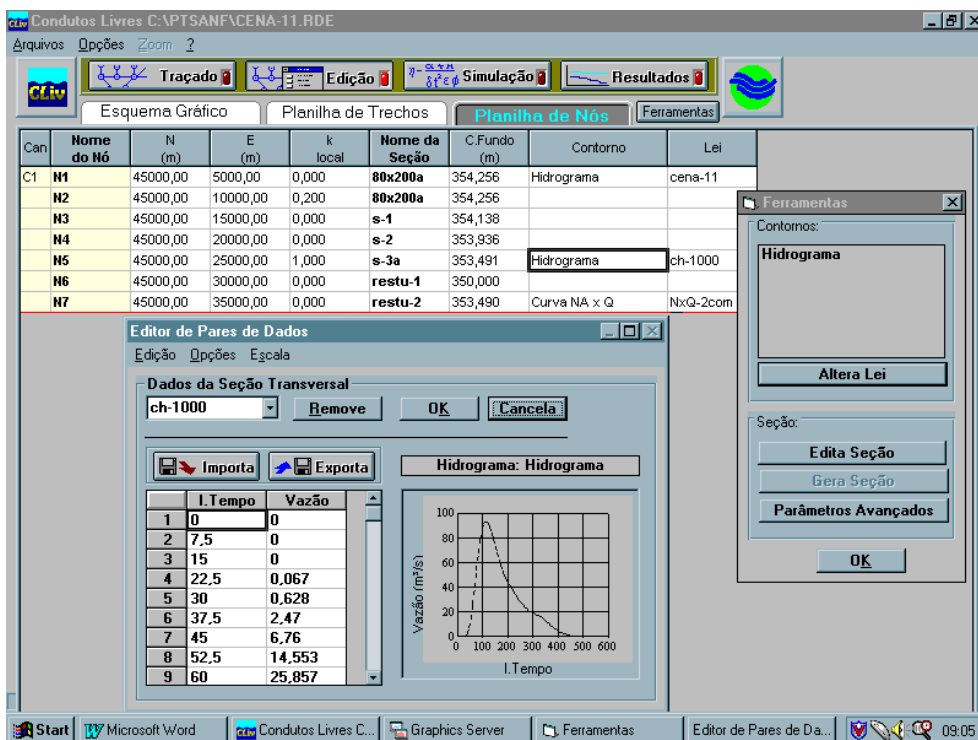 Condutos Livres C:\PTSANF\CENA-11.RDE
Arquivos Opções Zoom ?
CLiv
Traçado Edição Simulação Resultados
Esquema Gráfico Planilha de Trechos Planilha de Nós Ferramentas
Can Nome do Nó N (m) E (m) k local Nome da Seção C.Fundo (m) Contorno Lei
C1 N1 45000,00 5000,00 0,000 80x200a 354,256 Hidrograma cena-11
N2 45000,00 10000,00 0,200 80x200a 354,256
N3 45000,00 15000,00 0,000 s-1 354,138
N4 45000,00 20000,00 0,000 s-2 353,936
N5 45000,00 25000,00 1,000 s-3a 353,491 Hidrograma ch-1000
N6 45000,00 30000,00 0,000 restu-1 350,000
N7 45000,00 35000,00 0,000 restu-2 353,490 Curva NA x Q NxQ-2com
Ferramentas
Contornos:
Hidrograma
Altera Lei
Seção:
Edita Seção
Gera Seção
Parâmetros Avançados
OK
Editor de Pares de Dados
Edição Opções Escala
Dados da Seção Transversal
ch-1000 Remove OK Cancela
Importa Exporta Hidrograma: Hidrograma
I.Tempo Vazão
1 0 0
2 7,5 0
3 15 0
4 22,5 0,067
5 30 0,628
6 37,5 2,47
7 45 6,76
8 52,5 14,553
9 60 25,857
Vazão (m³/s)
100
80
60
40
20
0
0 100 200 300 400 500 600
I.Tempo
Start Microsoft Word Condutos Livres C... Graphics Server Ferramentas Editor de Pares de Da... 09:05